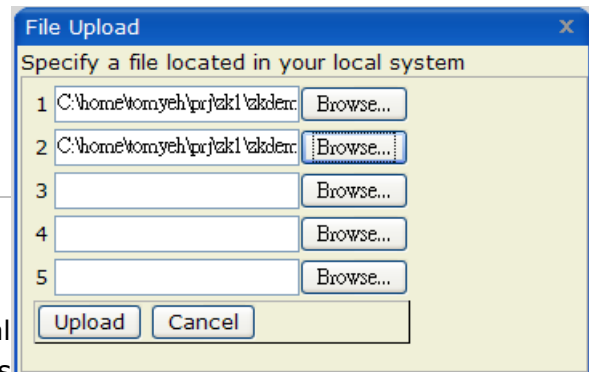 File Upload x
Specify a file located in your local system
1 C:\home\tomyeh\prj\zk1\zkdem Browse...
2 C:\home\tomyeh\prj\zk1\zkdem Browse...
3 Browse...
4 Browse...
5 Browse...
Upload Cancel